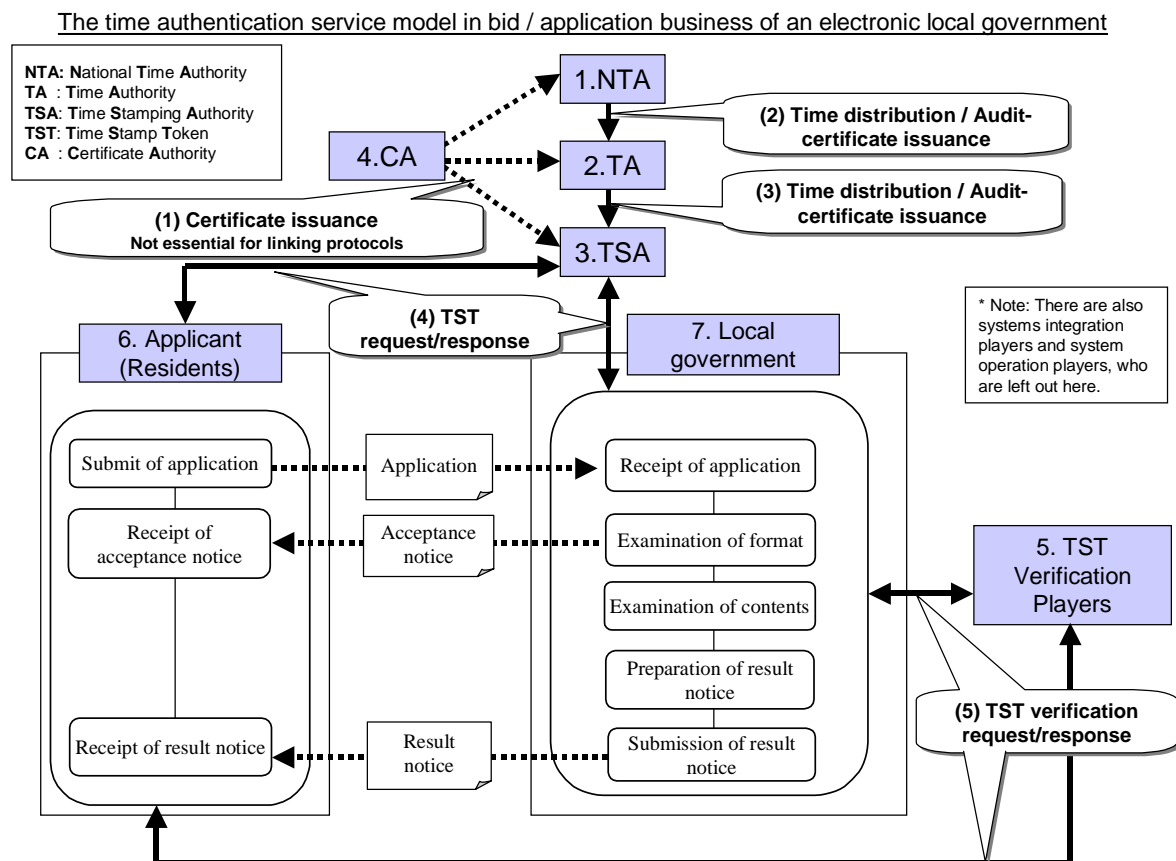 The time authentication service model in bid / application business of an electronic local government
NTA: National Time Authority
TA : Time Authority
TSA: Time Stamping Authority
TST: Time Stamp Token
CA : Certificate Authority
1.NTA
(2) Time distribution / Audit-
certificate issuance
4.CA
2.TA
(3) Time distribution / Audit-
certificate issuance
(1) Certificate issuance
Not essential for linking protocols
3.TSA
(4) TST
request/response
* Note: There are also
systems integration
players and system
operation players, who
are left out here.
6. Applicant
(Residents)
7. Local
government
Submit of application
Application
Receipt of application
Receipt of
acceptance notice
Acceptance
notice
Examination of format
5. TST
Verification
Players
Examination of contents
Preparation of result
notice
(5) TST verification
request/response
Receipt of result notice
Result
notice
Submission of result
notice